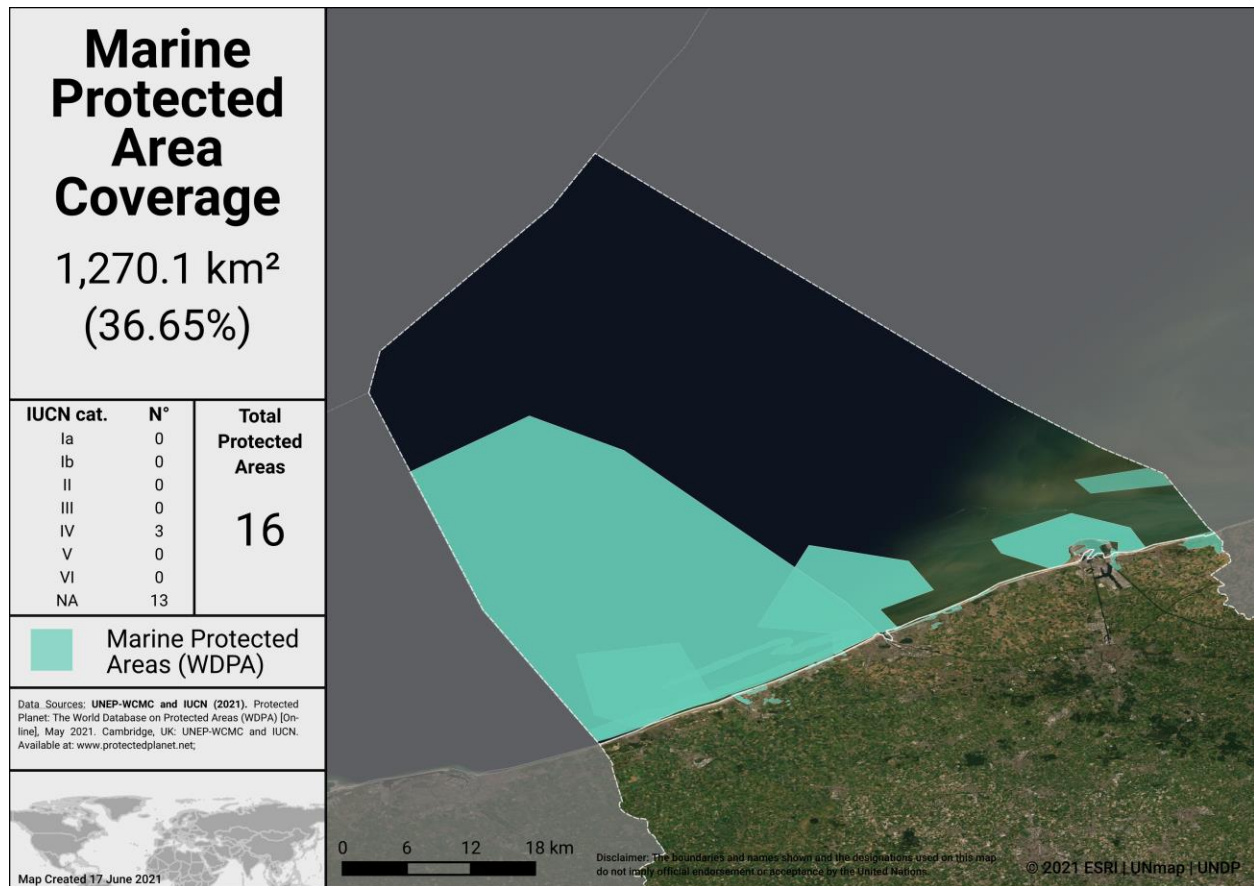 Marine
Protected
Area
Coverage
1,270.1 km²
(36.65%)
IUCN cat. N°
Ia 0
Ib 0
II 0
III 0
IV 3
V 0
VI 0
NA 13
Total
Protected
Areas
16
Marine Protected
Areas (WDPA)
Data Sources: UNEP-WCMC and IUCN (2021). Protected
Planet: The World Database on Protected Areas (WDPA) [On-
line], May 2021. Cambridge, UK: UNEP-WCMC and IUCN.
Available at: www.protectedplanet.net;
Map Created 17 June 2021
0 6 12 18 km
Disclaimer: The boundaries and names shown and the designations used on this map
do not imply official endorsement or acceptance by the United Nations.
© 2021 ESRI | UNmap | UNDP